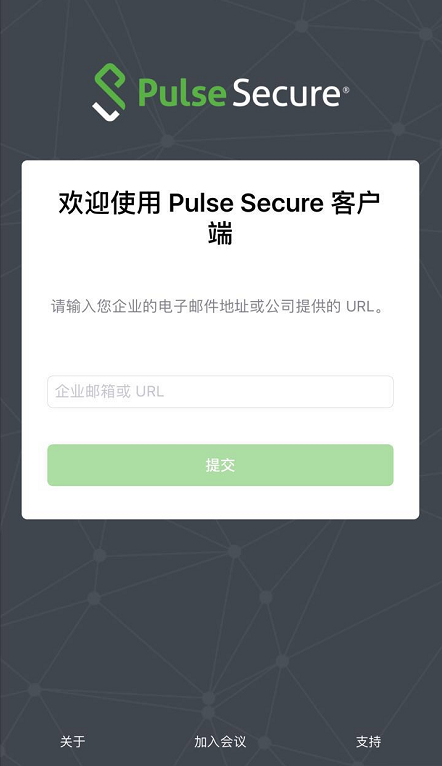 Pulse Secure®
欢迎使用 Pulse Secure 客户
端
请输入您企业的电子邮件地址或公司提供的 URL。
企业邮箱或 URL
提交
关于 加入会议 支持